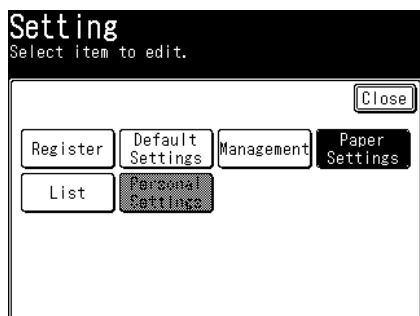 Setting
Select item to edit.
Close
Register
Default
Settings
Management
Paper
Settings
List
Personal
Settings